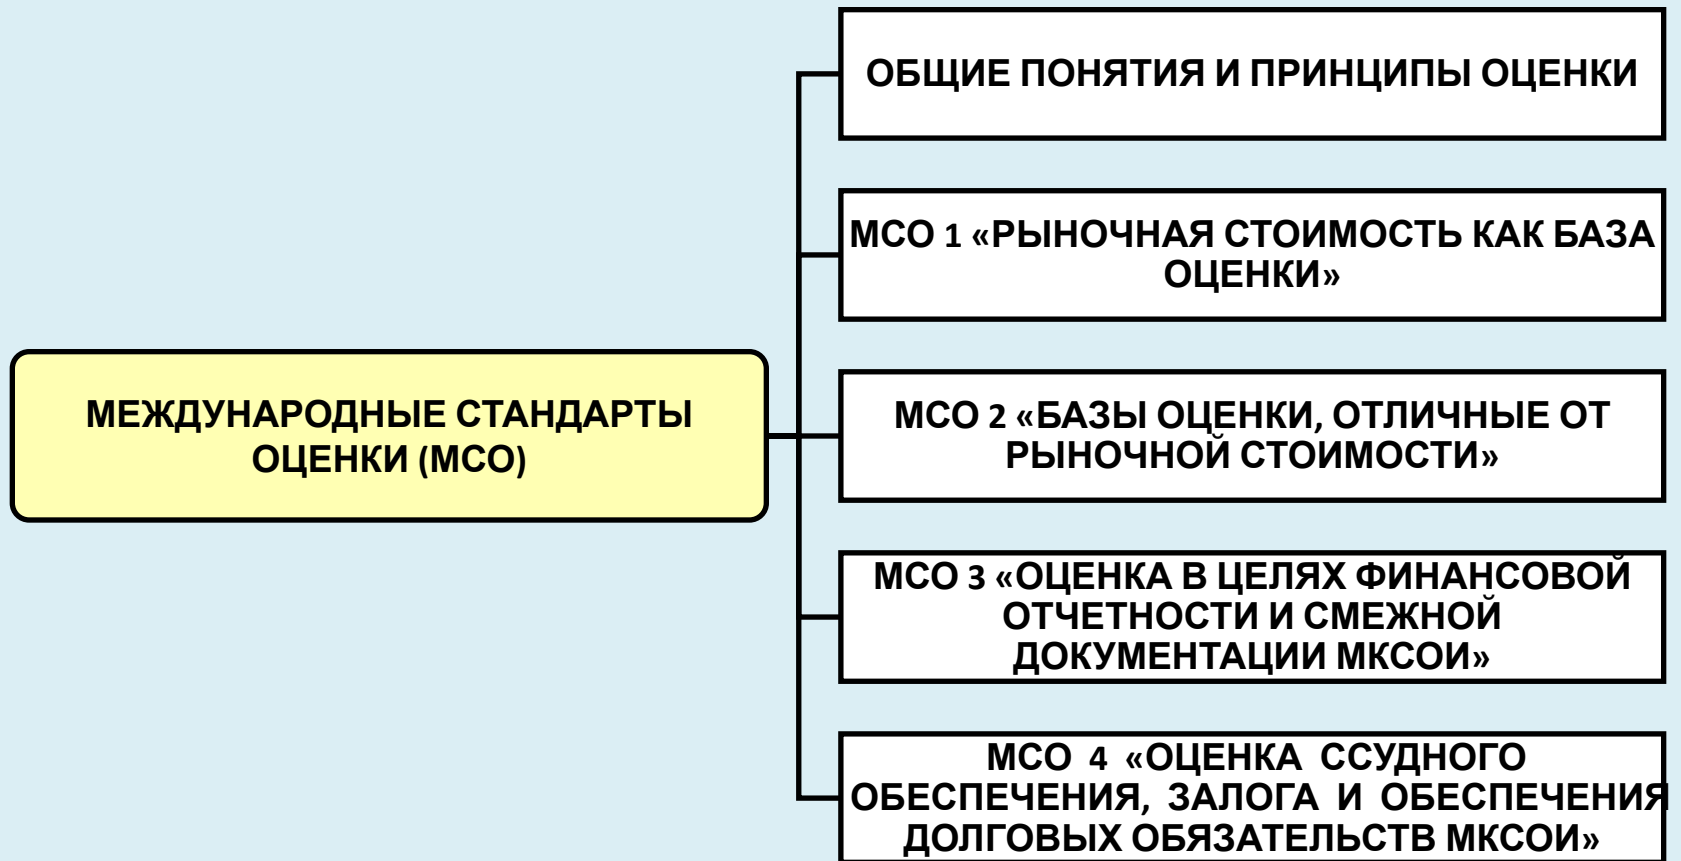 ОБЩИЕ ПОНЯТИЯ И ПРИНЦИПЫ ОЦЕНКИ
МСО 1 «РЫНОЧНАЯ СТОИМОСТЬ КАК БАЗА
ОЦЕНКИ»
МЕЖДУНАРОДНЫЕ СТАНДАРТЫ
ОЦЕНКИ (МСО)
МСО 2 «БАЗЫ ОЦЕНКИ, ОТЛИЧНЫЕ ОТ
РЫНОЧНОЙ СТОИМОСТИ»
МСО 3 «ОЦЕНКА В ЦЕЛЯХ ФИНАНСОВОЙ
ОТЧЕТНОСТИ И СМЕЖНОЙ
ДОКУМЕНТАЦИИ МКСОИ»
МСО 4 «ОЦЕНКА ССУДНОГО
ОБЕСПЕЧЕНИЯ, ЗАЛОГА И ОБЕСПЕЧЕНИЯ
ДОЛГОВЫХ ОБЯЗАТЕЛЬСТВ МКСОИ»